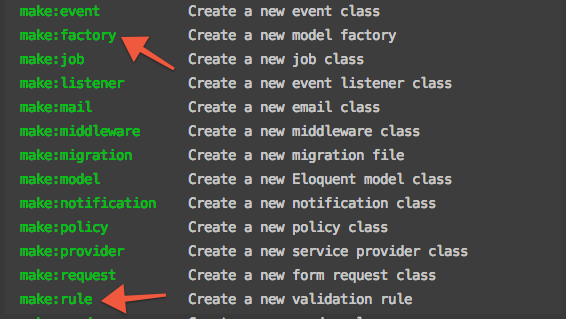 make:event Create a new event class
make:factory Create a new model factory
make:job Create a new job class
make:listener Create a new event listener class
make:mail Create a new email class
make:middleware Create a new middleware class
make:migration Create a new migration file
make:model Create a new Eloquent model class
make:notification Create a new notification class
make:policy Create a new policy class
make:provider Create a new service provider class
make:request Create a new form request class
make:rule Create a new validation rule